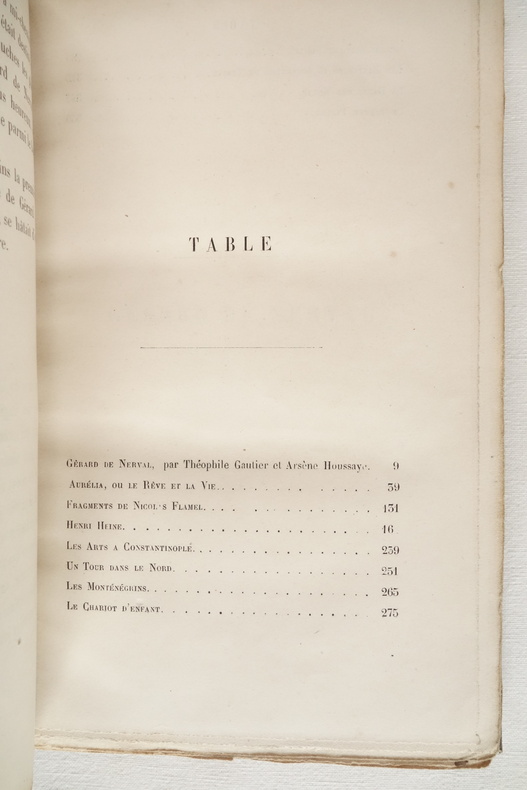 TABLE
GÉRARD DE NERVAL, par Théophile Gautier et Arsène Houssaye. 9
AURÉLIA, OU LE RÊVE ET LA VIE. . . . . . . . . . . . 39
FRAGMENTS DE NICOLAS FLAMEL. . . . . . . . . . . . 131
HENRI HEINE. . . . . . . . . . . . . . . . . . . . . . . 16
LES ARTS A CONSTANTINOPLE. . . . . . . . . . . . . . . 239
UN TOUR DANS LE NORD. . . . . . . . . . . . . . . . . 251
LES MONTÉNÉGRINS. . . . . . . . . . . . . . . . . . . . 265
LE CHARIOT D'ENFANT. . . . . . . . . . . . . . . . . . 275